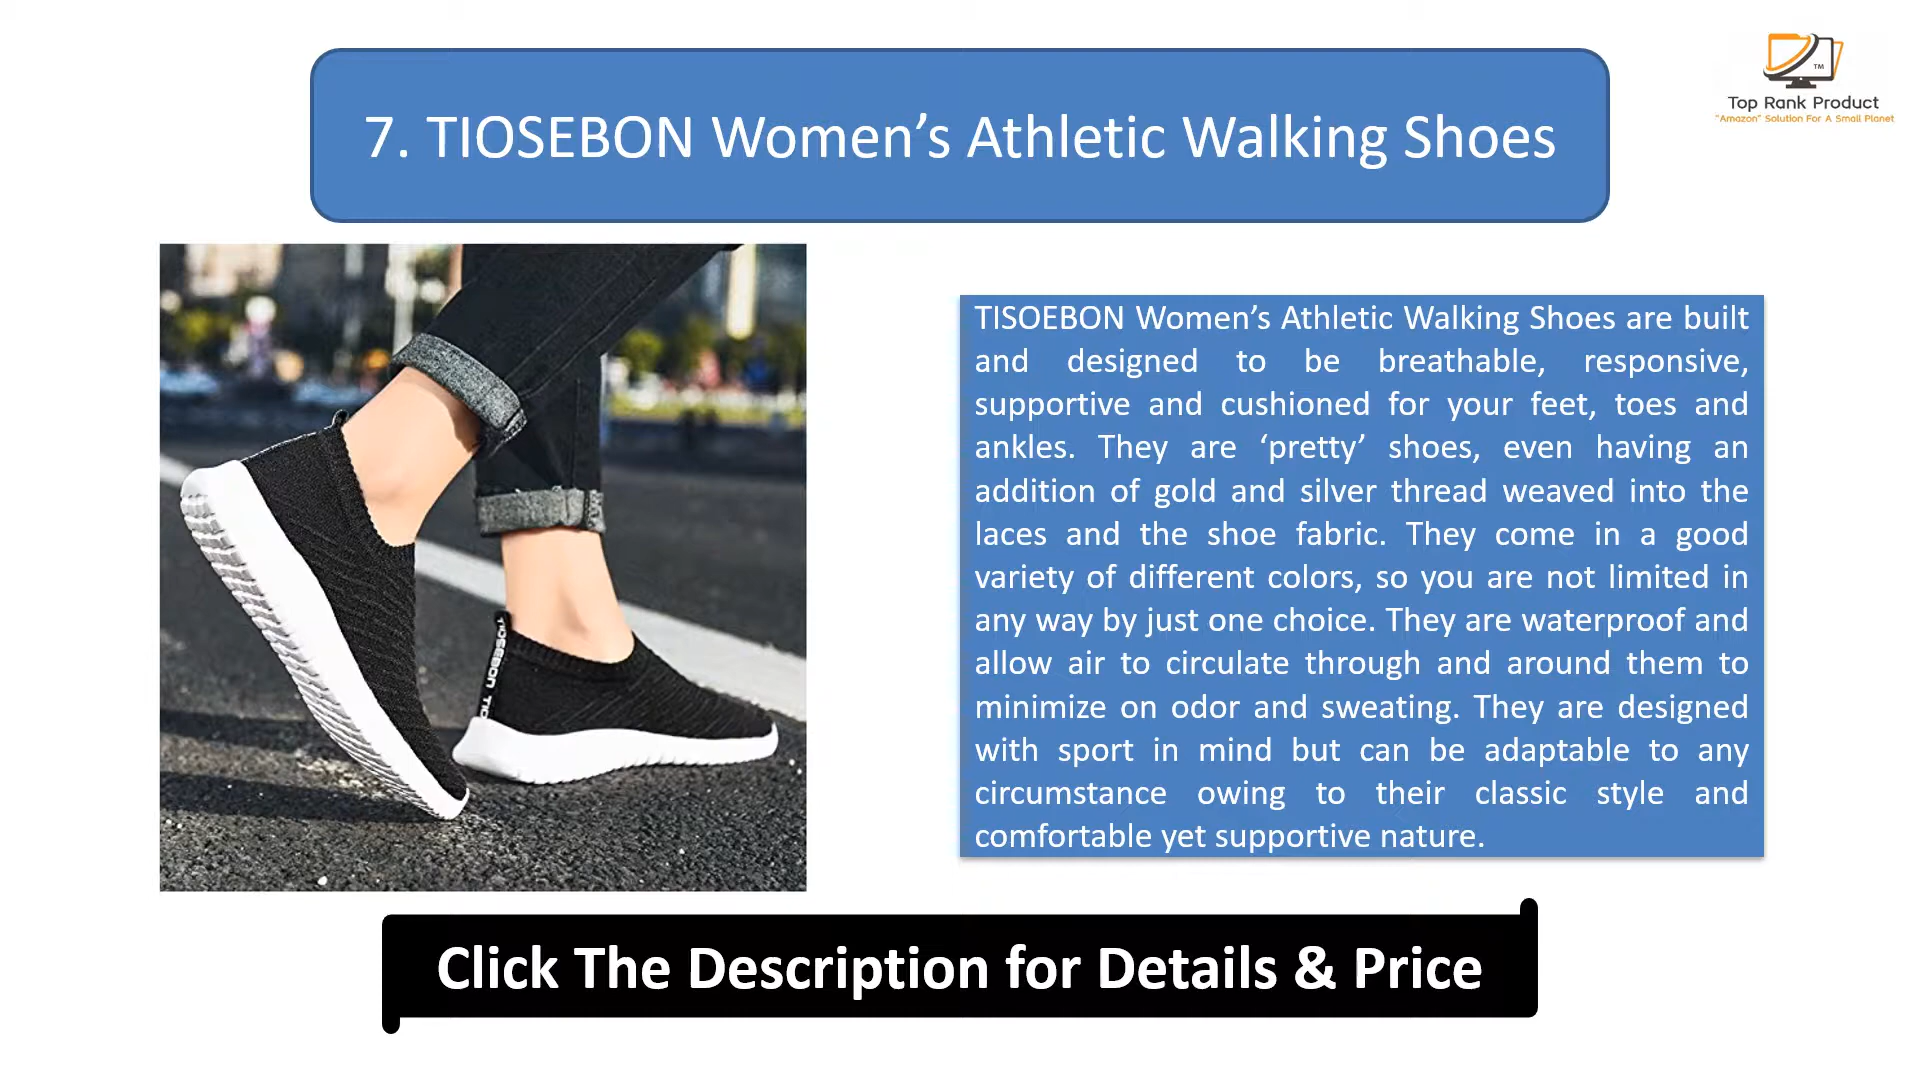 7. TIOSEBON Women’s Athletic Walking Shoes
TM
Top Rank Product
"Amazon" Solution For A Small Planet
TISOEBON Women’s Athletic Walking Shoes are built
and designed to be breathable, responsive,
supportive and cushioned for your feet, toes and
ankles. They are ‘pretty’ shoes, even having an
addition of gold and silver thread weaved into the
laces and the shoe fabric. They come in a good
variety of different colors, so you are not limited in
any way by just one choice. They are waterproof and
allow air to circulate through and around them to
minimize on odor and sweating. They are designed
with sport in mind but can be adaptable to any
circumstance owing to their classic style and
comfortable yet supportive nature.
TIOSEBON TIO
Click The Description for Details & Price